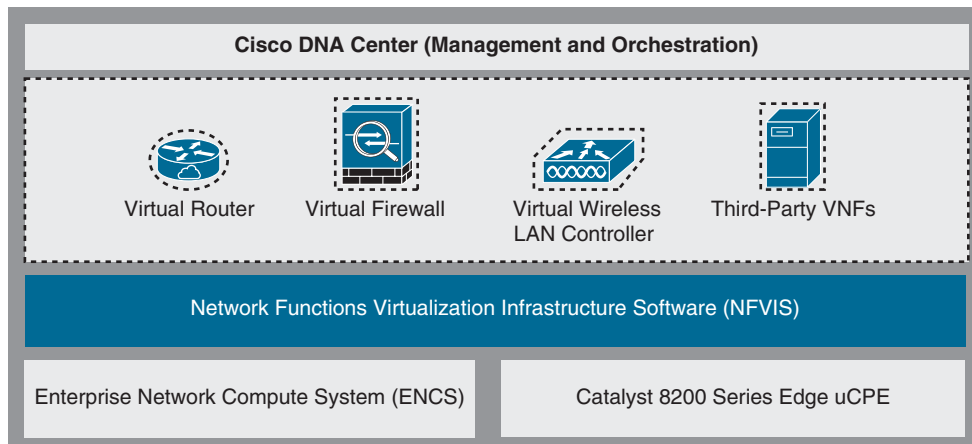 Cisco DNA Center (Management and Orchestration)
Virtual Router
Virtual Firewall
Virtual Wireless
LAN Controller
Third-Party VNFs
Network Functions Virtualization Infrastructure Software (NFVIS)
Enterprise Network Compute System (ENCS)
Catalyst 8200 Series Edge uCPE